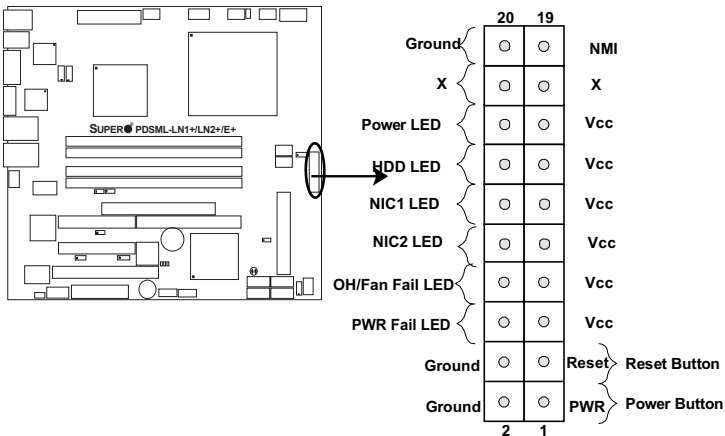 20 19
Ground NMI
X X
SUPER® PDSML-LN1+/LN2+/E+
Power LED Vcc
HDD LED Vcc
NIC1 LED Vcc
NIC2 LED Vcc
OH/Fan Fail LED Vcc
PWR Fail LED Vcc
Ground Reset Reset Button
Ground PWR Power Button
2 1